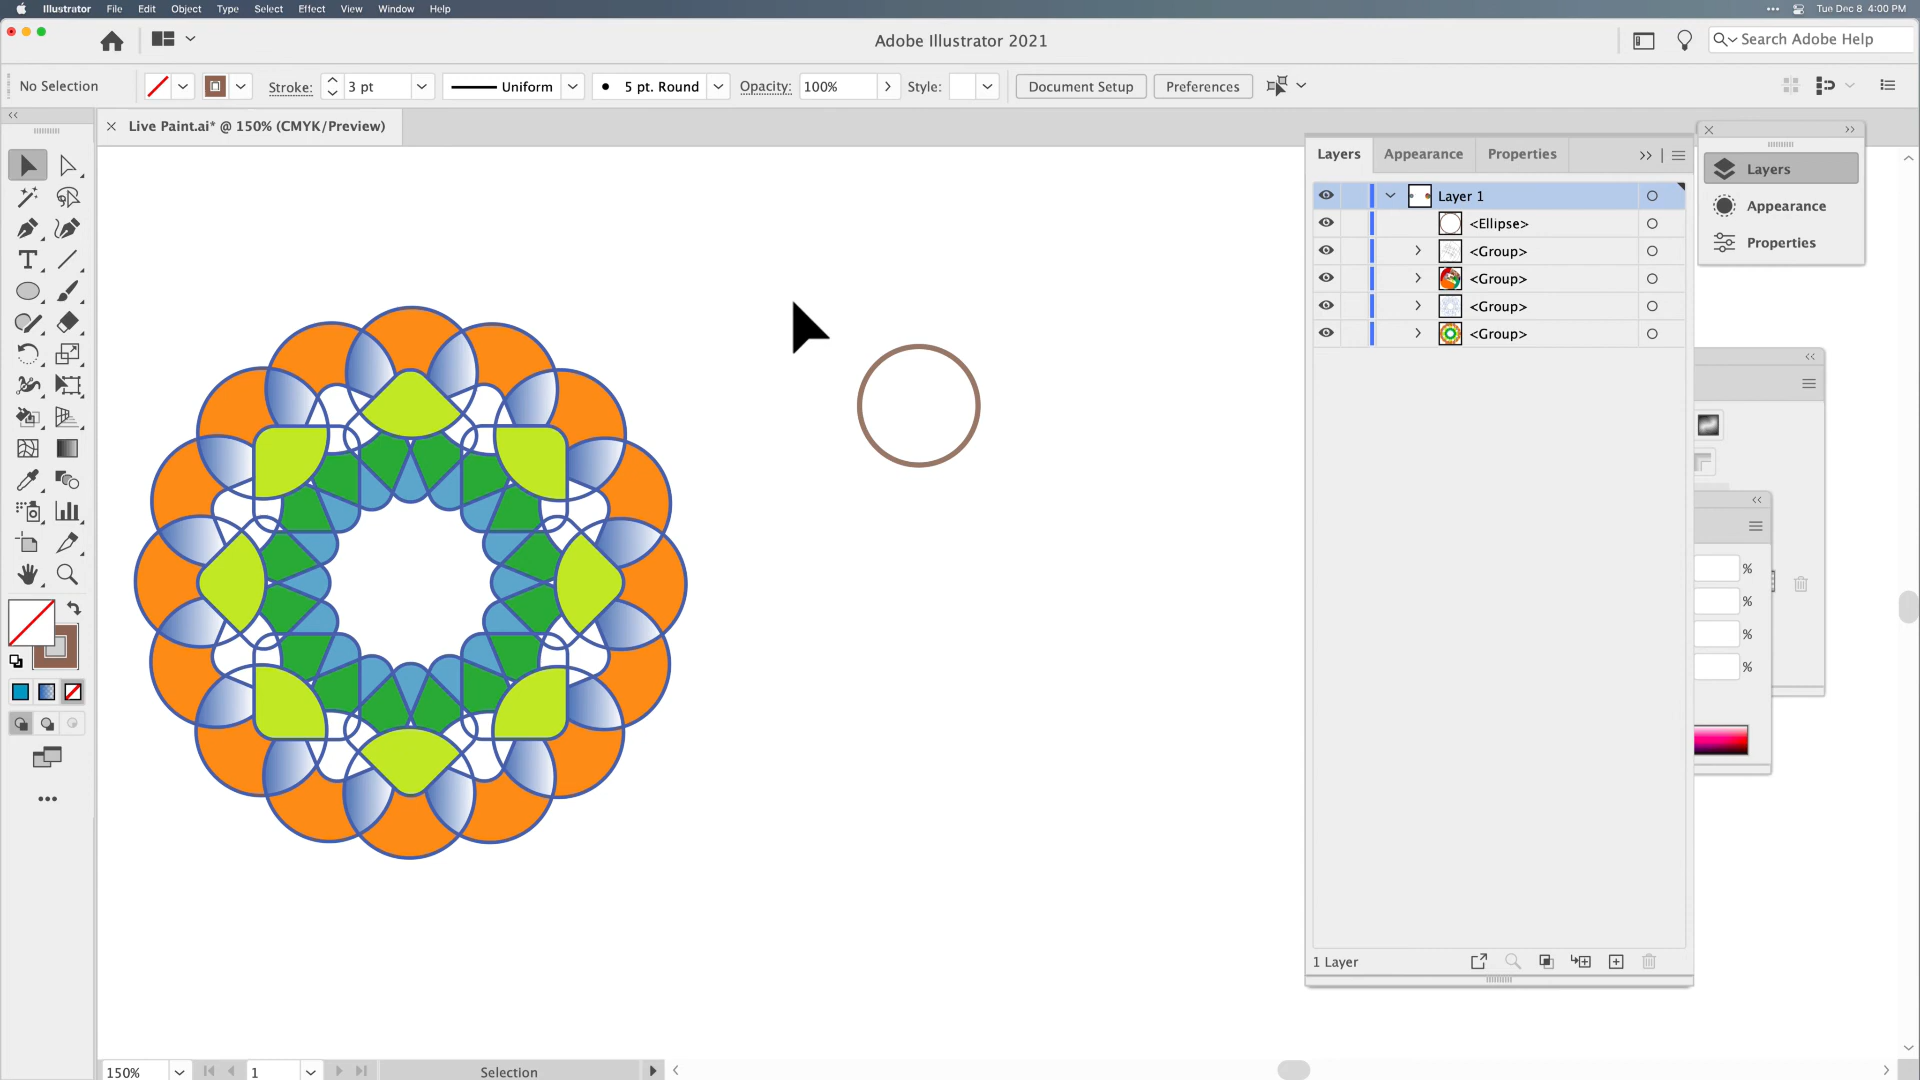 Illustrator File Edit Object Type Select Effect View Window Help
Tue Dec 8 4:00 PM
Adobe Illustrator 2021
Search Adobe Help
No Selection
Stroke: 3 pt
Uniform
5 pt. Round
Opacity: 100%
Style:
Document Setup
Preferences
Live Paint.ai* @ 150% (CMYK/Preview)
Layers Appearance Properties
Layer 1
<Ellipse>
<Group>
<Group>
<Group>
<Group>
1 Layer
Layers
Appearance
Properties
%
%
%
%
150%
1
Selection